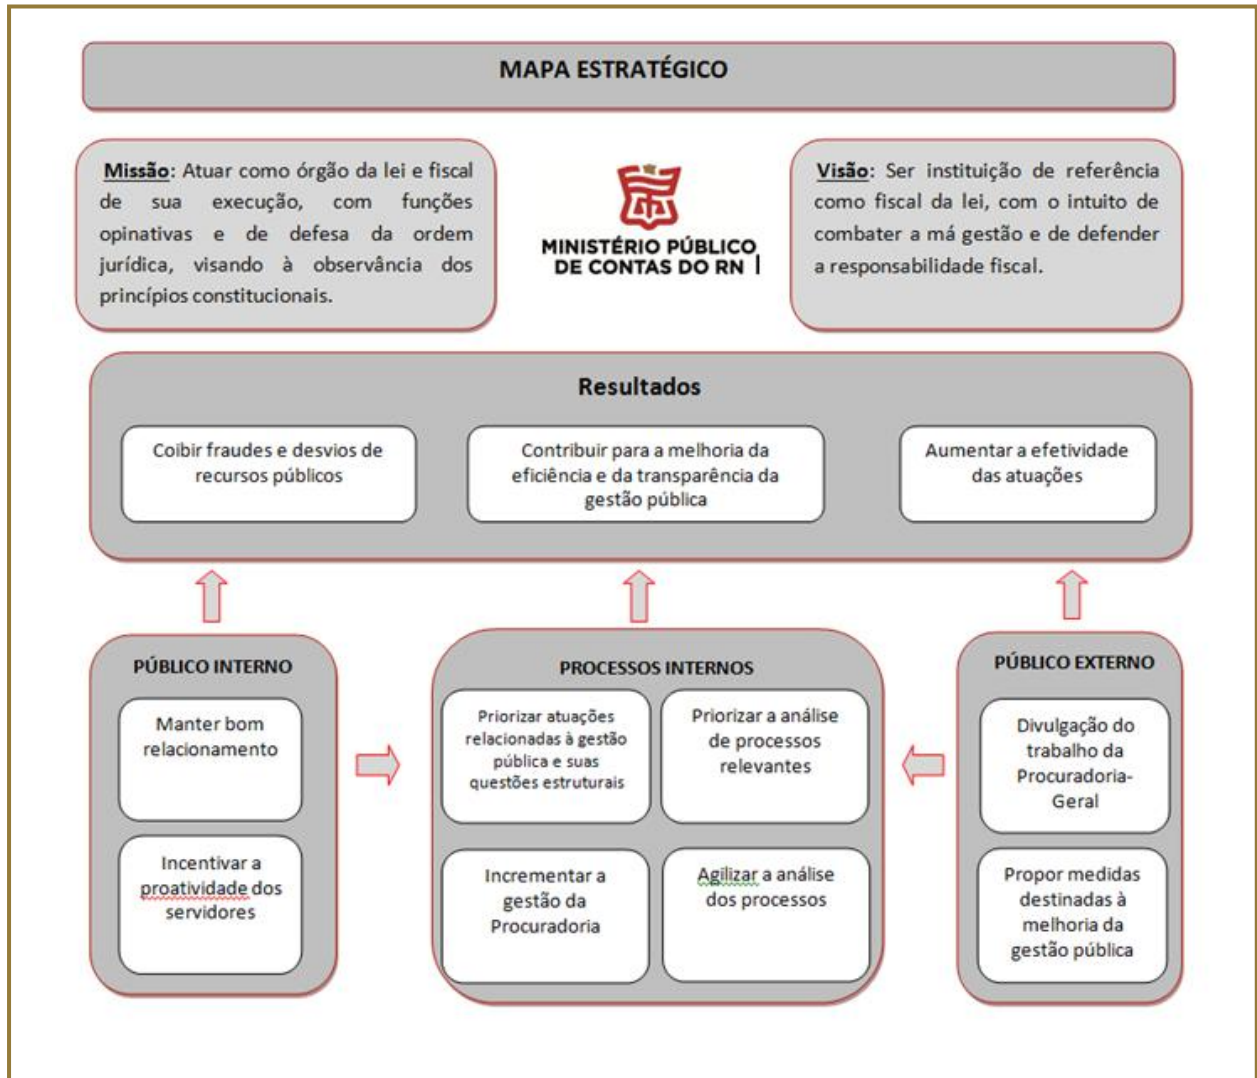 MAPA ESTRATÉGICO
Missão: Atuar como órgão da lei e fiscal
de sua execução, com funções
opinativas e de defesa da ordem
jurídica, visando à observância dos
princípios constitucionais.
MINISTÉRIO PÚBLICO
DE CONTAS DO RN
Visão: Ser instituição de referência
como fiscal da lei, com o intuito de
combater a má gestão e de defender
a responsabilidade fiscal.
Resultados
Coibir fraudes e desvios de
recursos públicos
Contribuir para a melhoria da
eficiência e da transparência da
gestão pública
Aumentar a efetividade
das atuações
PÚBLICO INTERNO
Manter bom
relacionamento
Incentivar a
proatividade dos
servidores
PROCESSOS INTERNOS
Priorizar atuações
relacionadas à gestão
pública e suas
questões estruturais
Priorizar a análise
de processos
relevantes
Incrementar a
gestão da
Procuradoria
Agilizar a análise
dos processos
PÚBLICO EXTERNO
Divulgação do
trabalho da
Procuradoria-
Geral
Propor medidas
destinadas à
melhoria da
gestão pública